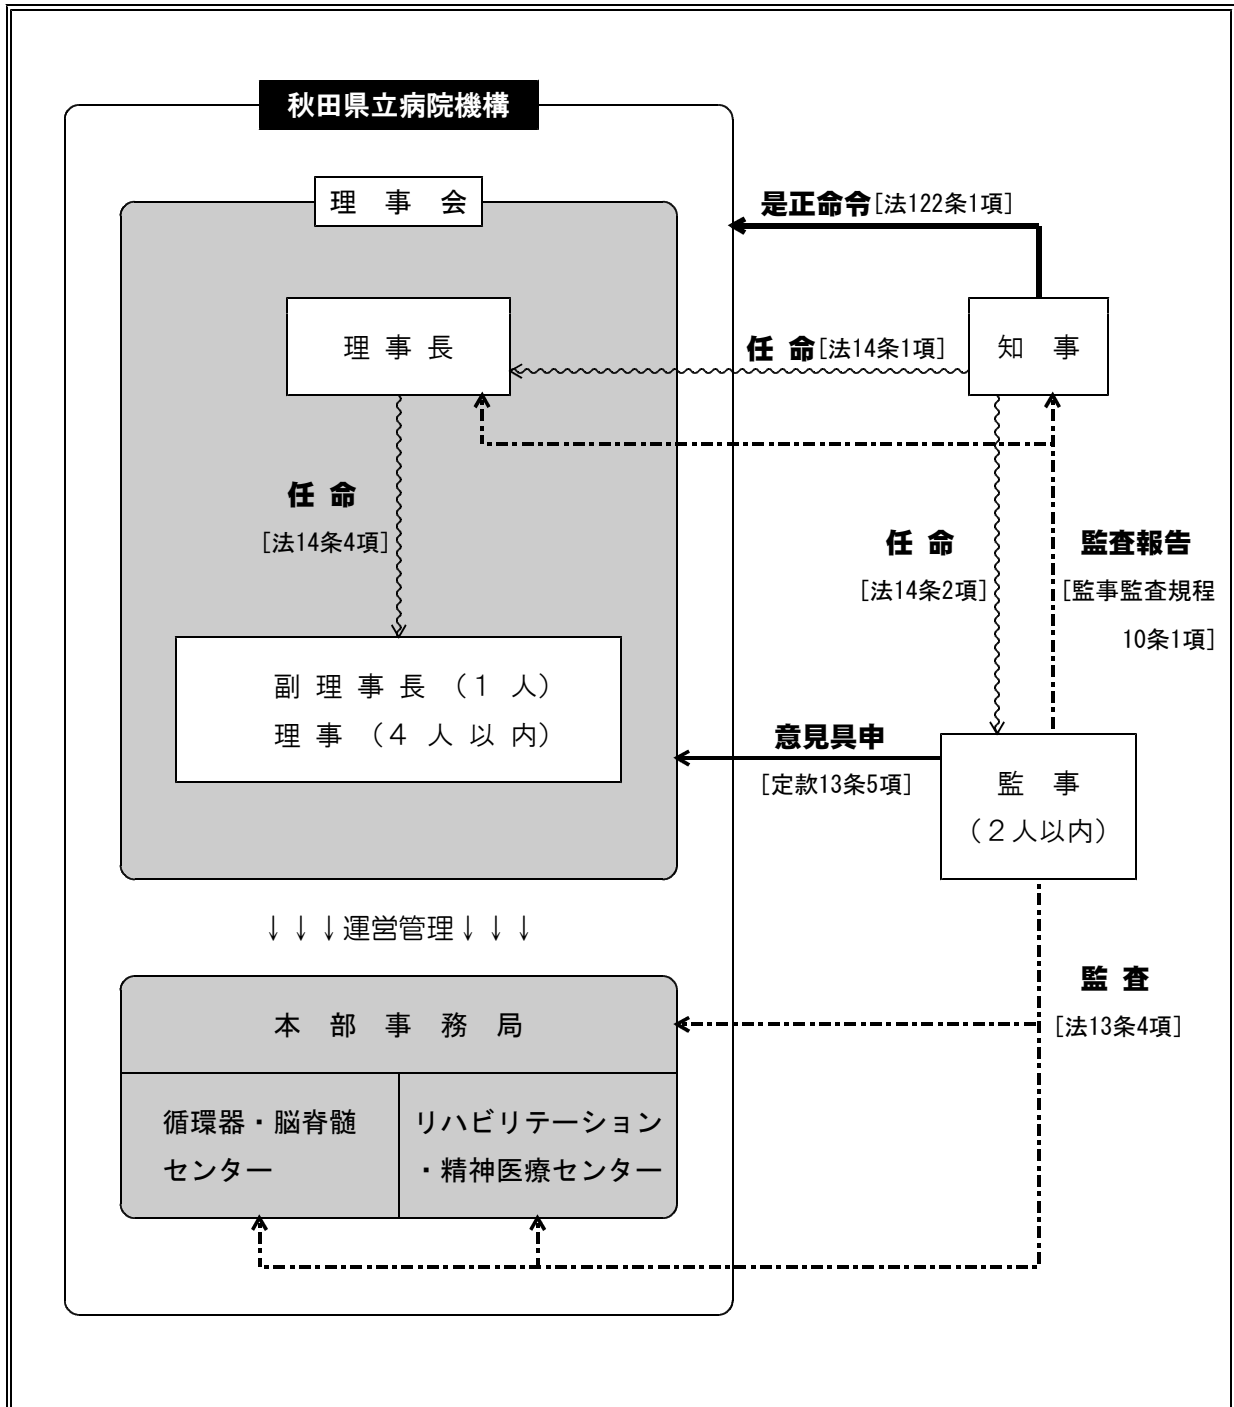 秋田県立病院機構
理 事 会
是正命令[法122条1項]
理 事 長
任 命[法14条1項]
知 事
任 命
[法14条4項]
任 命
[法14条2項]
監査報告
[監事監査規程
10条1項]
副 理 事 長 (1 人)
理 事 (4 人 以 内)
意見具申
[定款13条5項]
監 事
(2人以内)
↓ ↓ ↓運営管理↓ ↓ ↓
本 部 事 務 局
監 査
[法13条4項]
循環器・脳脊髄
センター
リハビリテーション
・精神医療センター